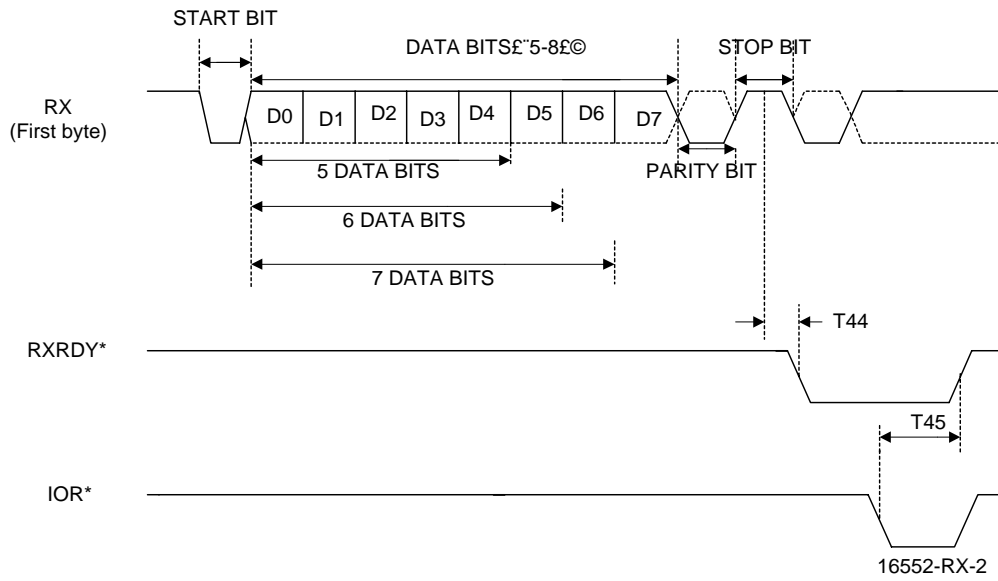 START BIT
DATA BITS£¨5-8£©
STOP BIT
RX
(First byte)
D0
D1
D2
D3
D4
D5
D6
D7
5 DATA BITS
PARITY BIT
6 DATA BITS
7 DATA BITS
T44
RXRDY*
T45
IOR*
16552-RX-2